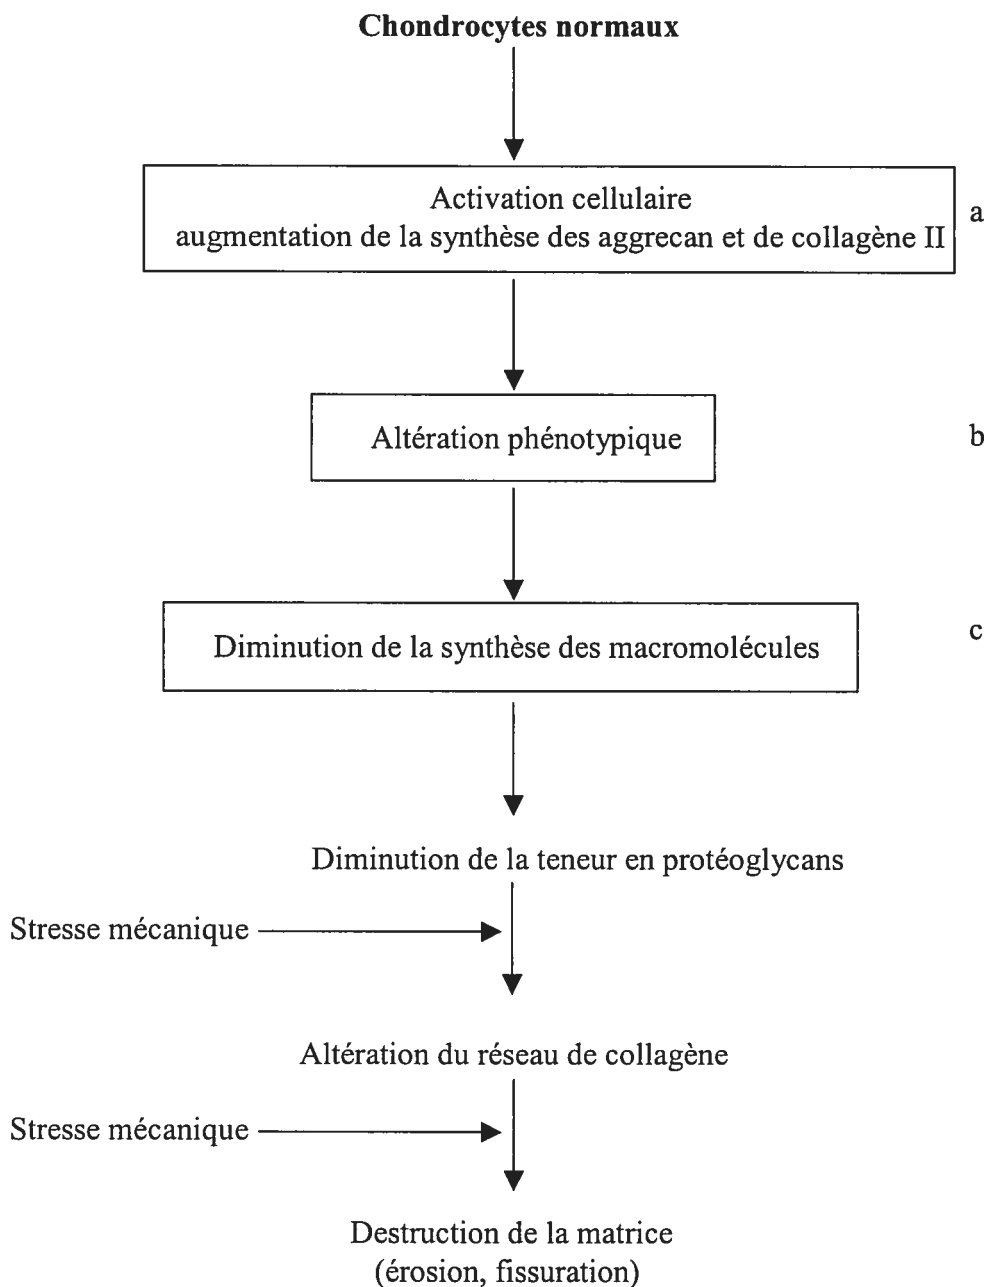 Chondrocytes normaux
Activation cellulaire
augmentation de la synthèse des aggrecan et de collagène II
a
Altération phénotypique
b
Diminution de la synthèse des macromolécules
c
Diminution de la teneur en protéoglycans
Stresse mécanique
Altération du réseau de collagène
Stresse mécanique
Destruction de la matrice
(érosion, fissuration)